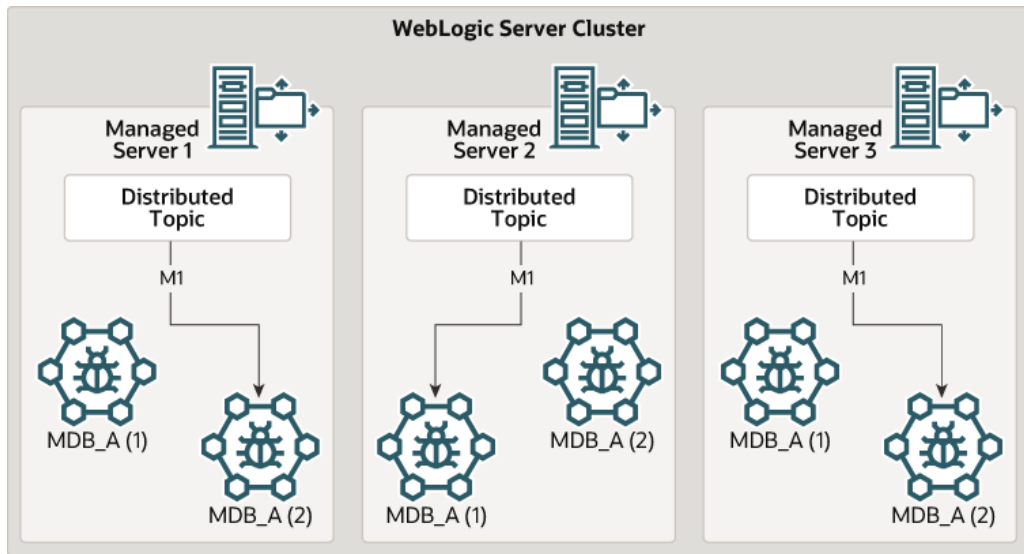 WebLogic Server Cluster
Managed
Server 1
Distributed
Topic
M1
MDB_A (1)
MDB_A (2)
Managed
Server 2
Distributed
Topic
M1
MDB_A (2)
MDB_A (1)
Managed
Server 3
Distributed
Topic
M1
MDB_A (1)
MDB_A (2)